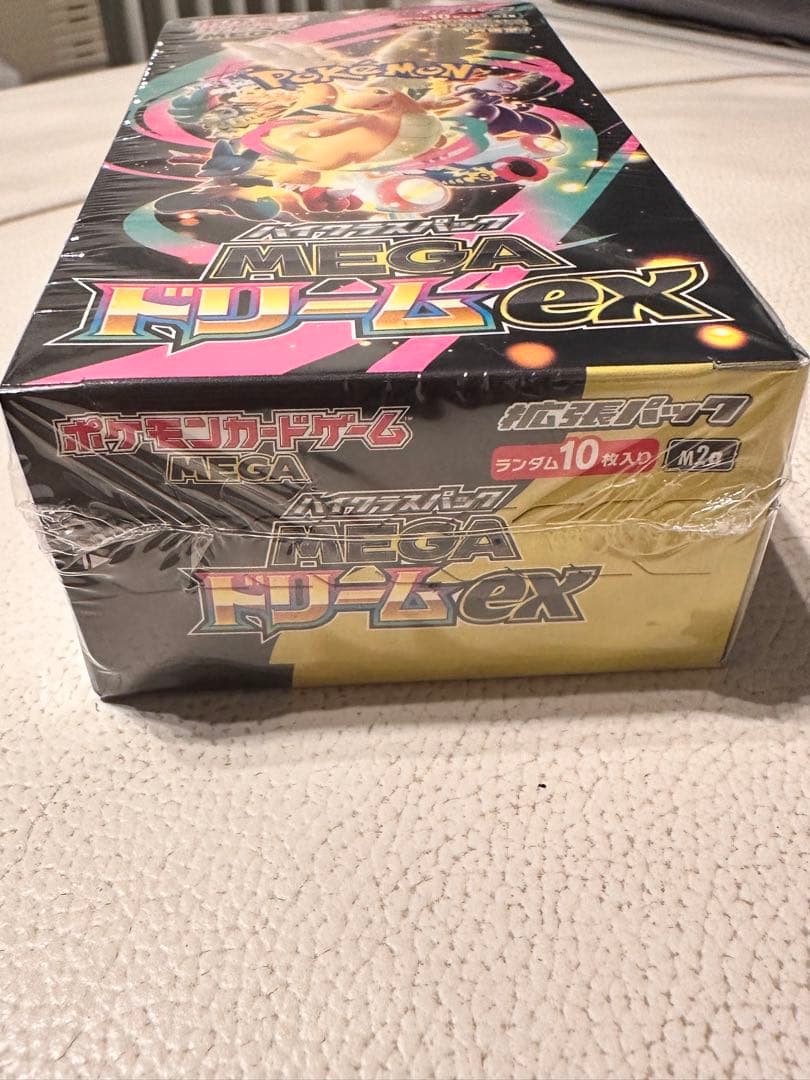 POKÉMON
ハイクラスパック
MEGA
ドリームex
ポケモンカードゲーム
MEGA
拡張パック
ランダム10枚入り
M2a
ハイクラスパック
MEGA
ドリームex